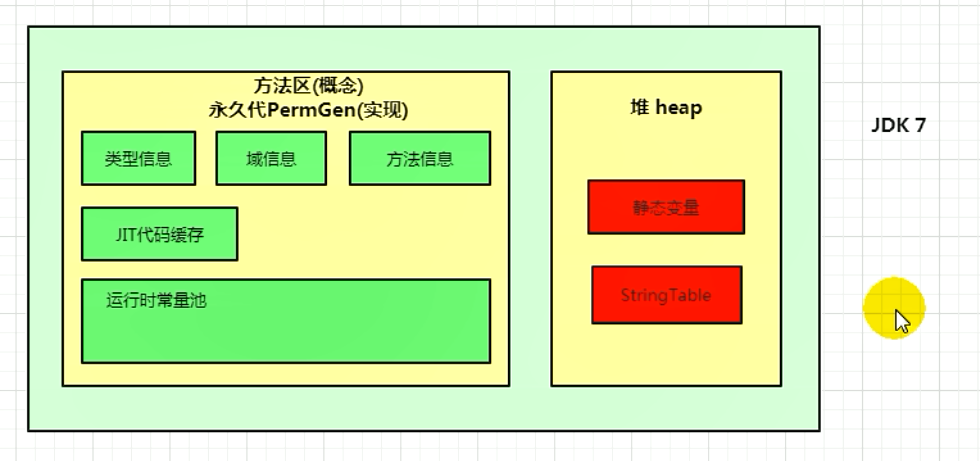 方法区(概念)
永久代PermGen(实现)
类型信息
域信息
方法信息
JIT代码缓存
运行时常量池
堆 heap
静态变量
StringTable
JDK 7